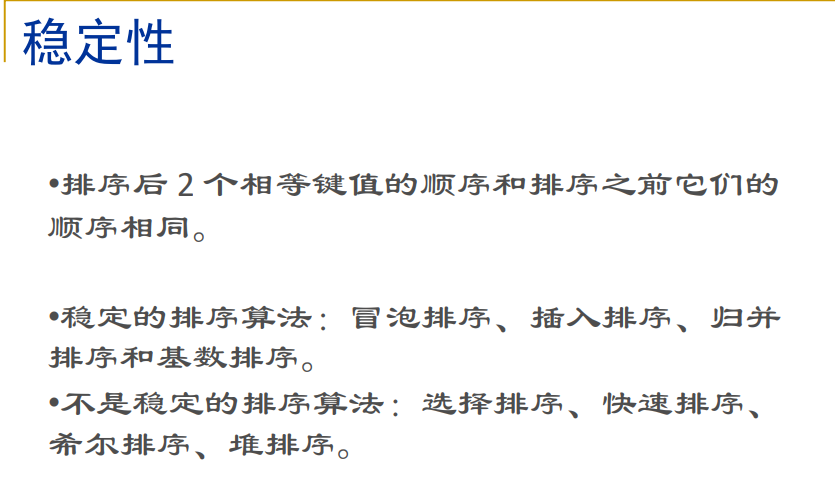 稳定性
•排序后 2 个相等键值的顺序和排序之前它们的
顺序相同。
•稳定的排序算法：冒泡排序、插入排序、归并
排序和基数排序。
•不是稳定的排序算法：选择排序、快速排序、
希尔排序、堆排序。